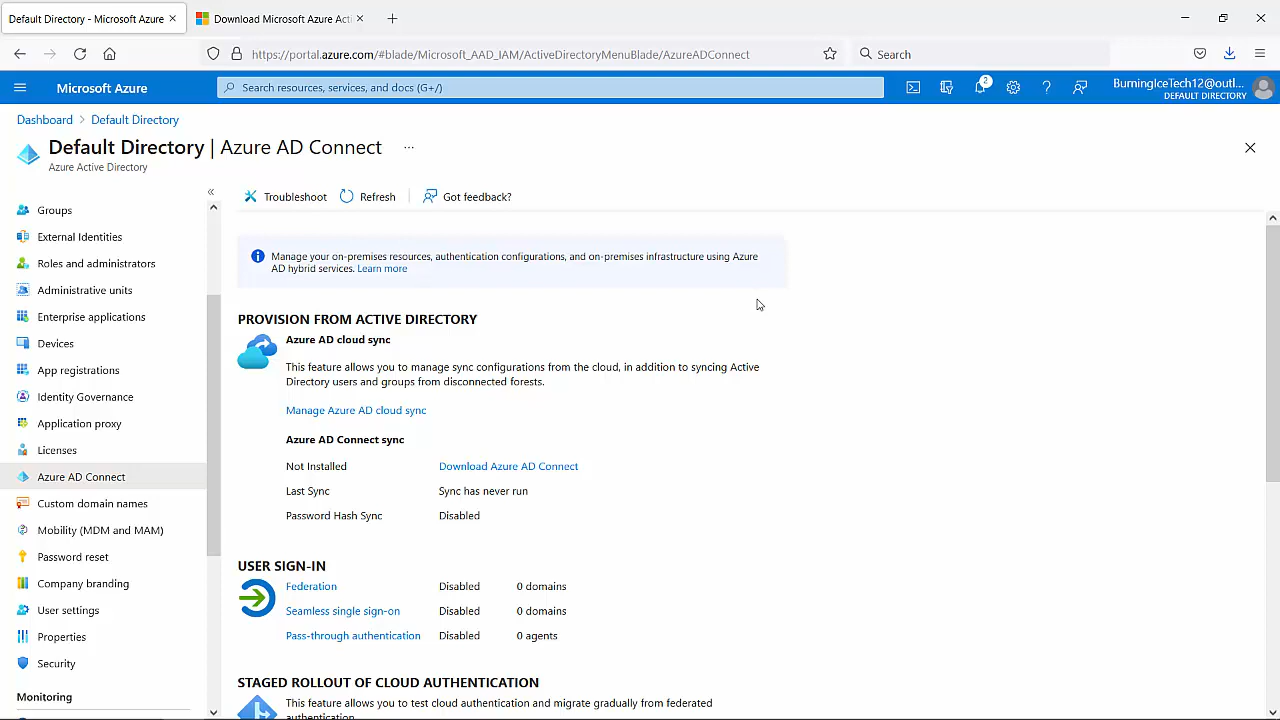 Default Directory - Microsoft Azure
Download Microsoft Azure Acti
https://portal.azure.com/#blade/Microsoft_AAD_IAM/ActiveDirectoryMenuBlade/AzureADConnect
Search
Microsoft Azure
Search resources, services, and docs (G+/)
2
BurningIceTech12@outl...
DEFAULT DIRECTORY
Dashboard > Default Directory
Default Directory | Azure AD Connect ...
Azure Active Directory
Troubleshoot Refresh Got feedback?
Groups
External Identities
Roles and administrators
Administrative units
Enterprise applications
Devices
App registrations
Identity Governance
Application proxy
Licenses
Azure AD Connect
Custom domain names
Mobility (MDM and MAM)
Password reset
Company branding
User settings
Properties
Security
Monitoring
Manage your on-premises resources, authentication configurations, and on-premises infrastructure using Azure
AD hybrid services. Learn more
PROVISION FROM ACTIVE DIRECTORY
Azure AD cloud sync
This feature allows you to manage sync configurations from the cloud, in addition to syncing Active
Directory users and groups from disconnected forests.
Manage Azure AD cloud sync
Azure AD Connect sync
Not Installed Download Azure AD Connect
Last Sync Sync has never run
Password Hash Sync Disabled
USER SIGN-IN
Federation Disabled 0 domains
Seamless single sign-on Disabled 0 domains
Pass-through authentication Disabled 0 agents
STAGED ROLLOUT OF CLOUD AUTHENTICATION
This feature allows you to test cloud authentication and migrate gradually from federated
authentication.